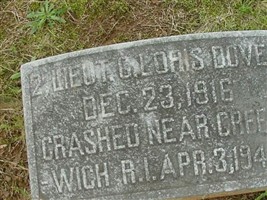 2. LIEUT. G. LORIS DOVE
DEC. 23, 1916
CRASHED NEAR GREE
WICH R.I. APR. 3, 194